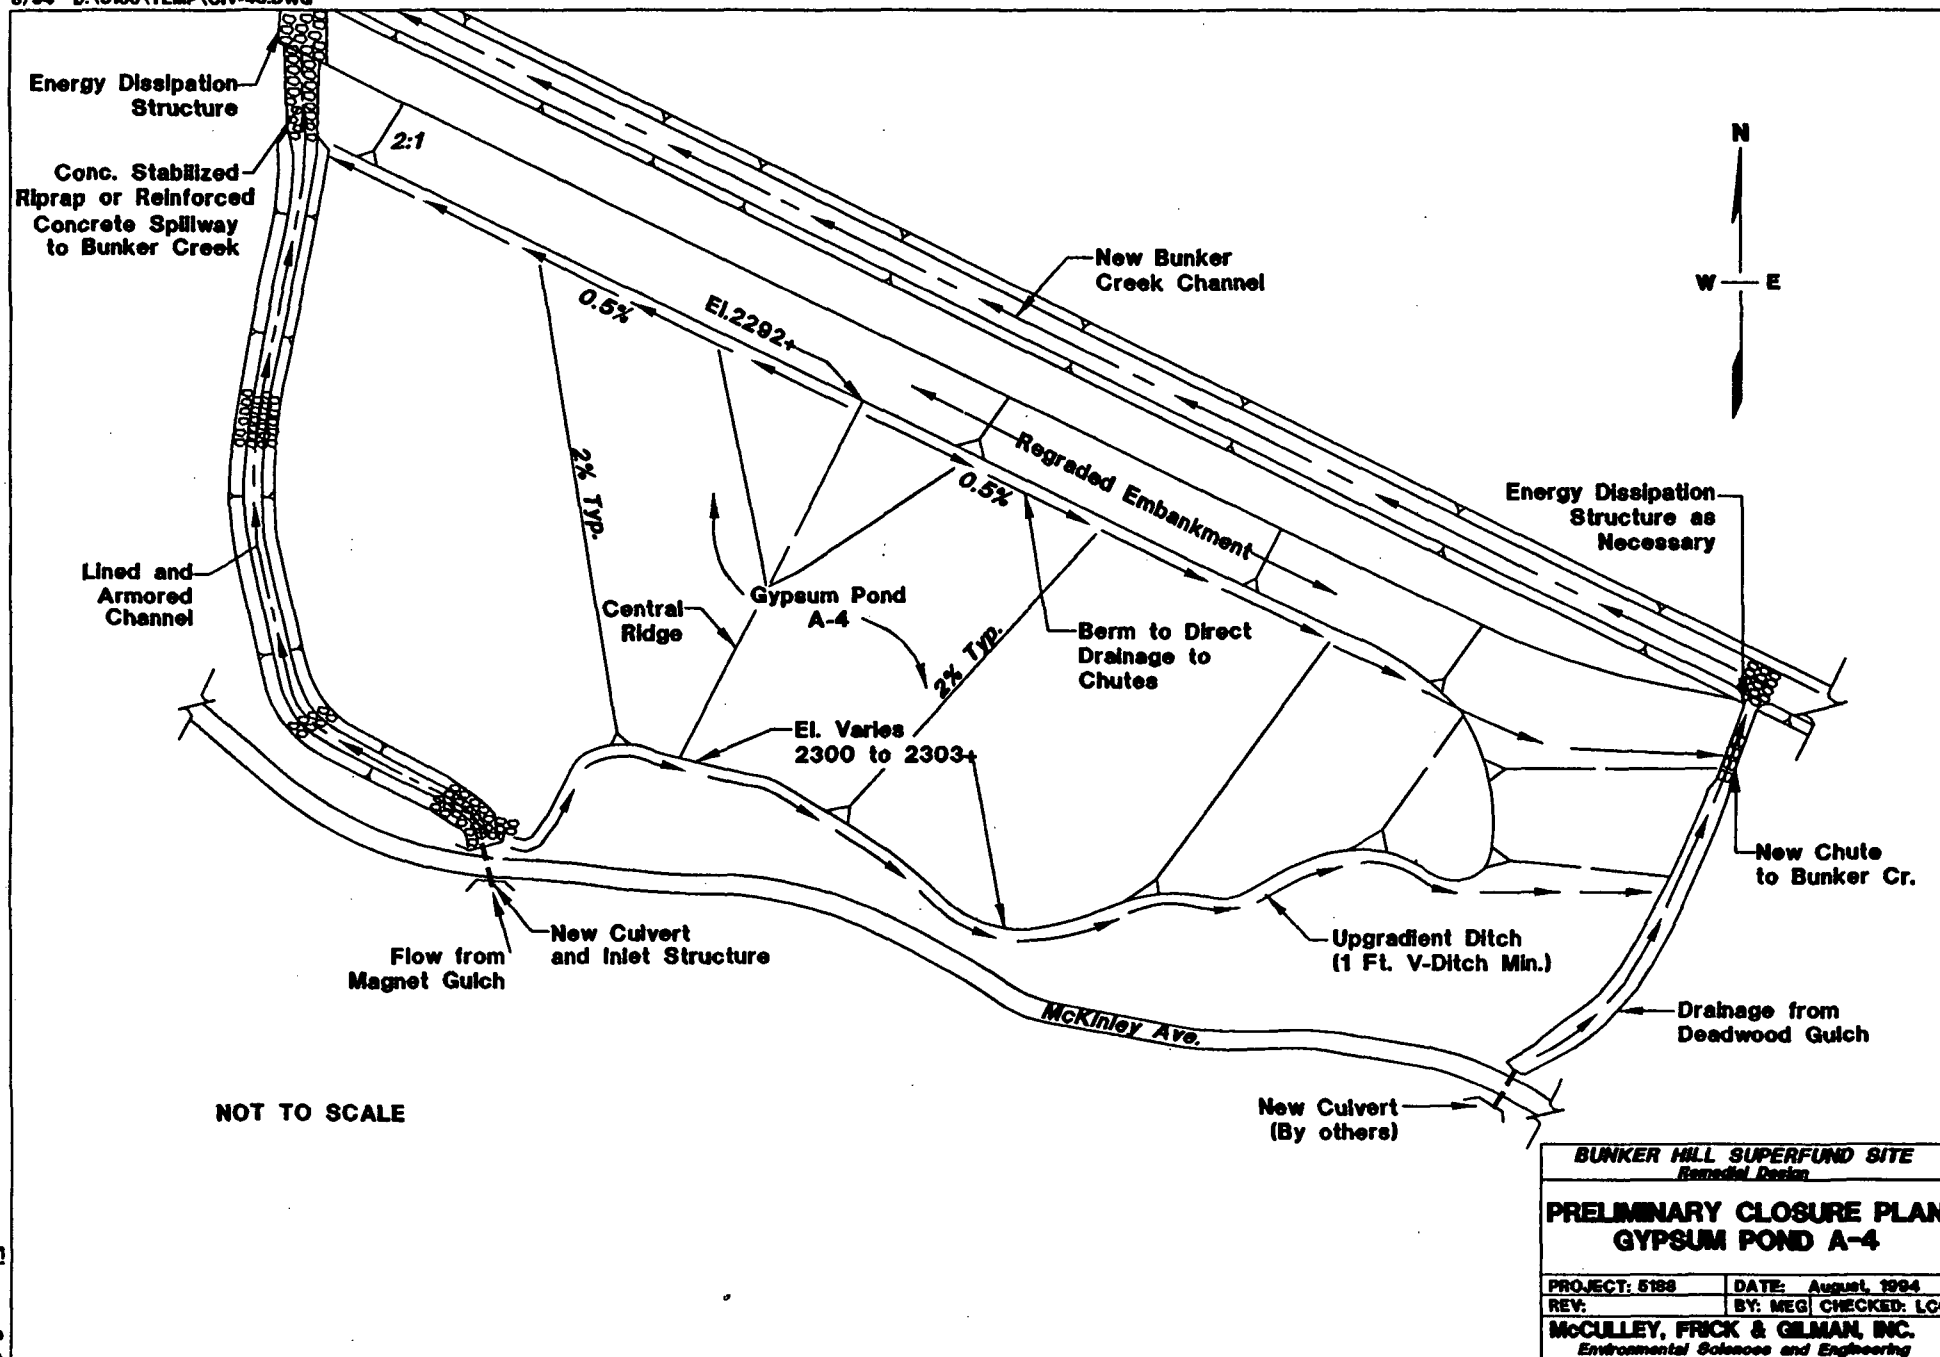 Energy Dissipation
Structure
2:1
Conc. Stabilized
Riprap or Reinforced
Concrete Spillway
to Bunker Creek
N
W E
New Bunker
Creek Channel
0.5%
El.2292+
2% Typ.
Regraded Embankment
0.5%
Energy Dissipation
Structure as
Necessary
Lined and
Armored
Channel
Central
Ridge
Gypsum Pond
A-4
Berm to Direct
Drainage to
Chutes
2% Typ.
El. Varies
2300 to 2303+
New Chute
to Bunker Cr.
New Culvert
and Inlet Structure
Flow from
Magnet Gulch
Upgradient Ditch
(1 Ft. V-Ditch Min.)
McKinley Ave.
Drainage from
Deadwood Gulch
New Culvert
(By others)
NOT TO SCALE
BUNKER HILL SUPERFUND SITE
Remedial Design
PRELIMINARY CLOSURE PLAN
GYPSUM POND A-4
PROJECT: 5188 DATE: August, 1994
REV: BY: MEG CHECKED:
McCULLEY, FRICK & GILMAN, INC.
Environmental Sciences and Engineering